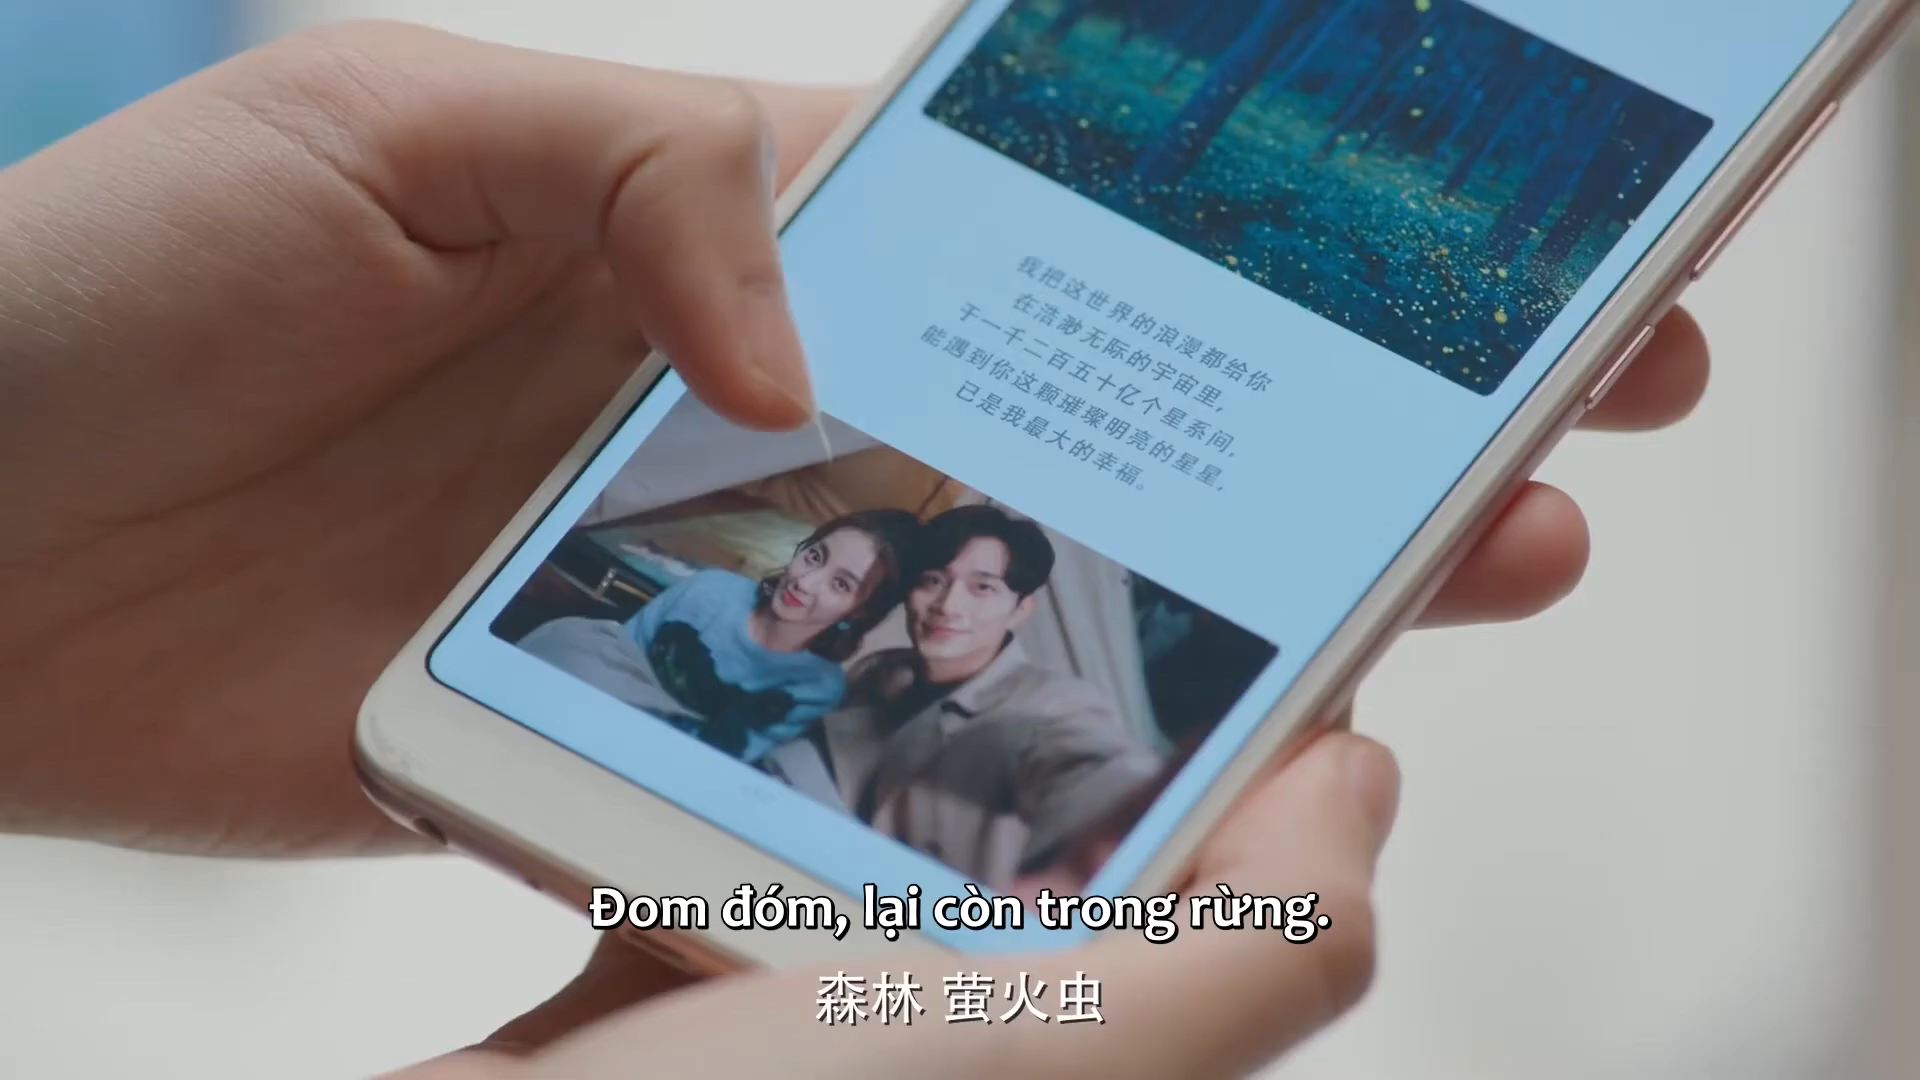 我把这世界的浪漫都给你
在浩渺无际的宇宙里，
于一千二百五十亿个星系间，
能遇到你这颗璀璨明亮的星星，
已是我最大的幸福。
Đom đóm, lại còn trong rừng.
森林 萤火虫